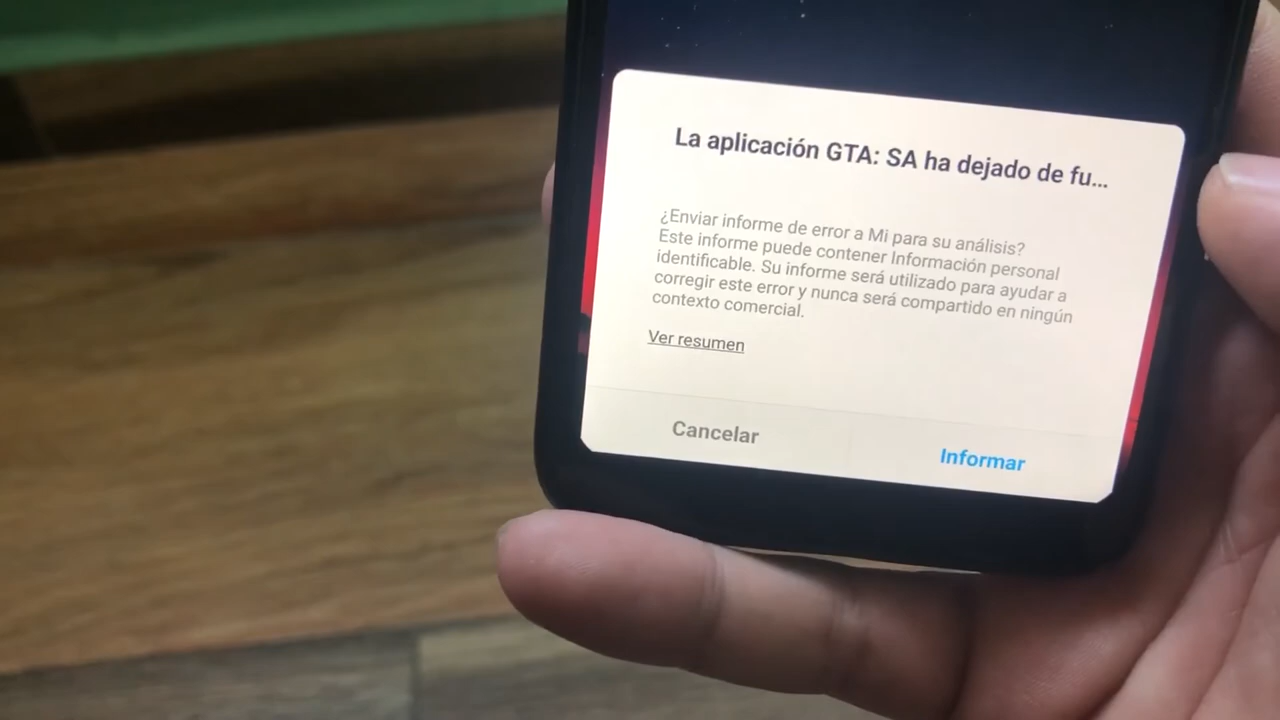 La aplicación GTA: SA ha dejado de fu...
¿Enviar informe de error a Mi para su análisis?
Este informe puede contener Información personal
identificable. Su informe será utilizado para ayudar a
corregir este error y nunca será compartido en ningún
contexto comercial.
Ver resumen
Cancelar
Informar